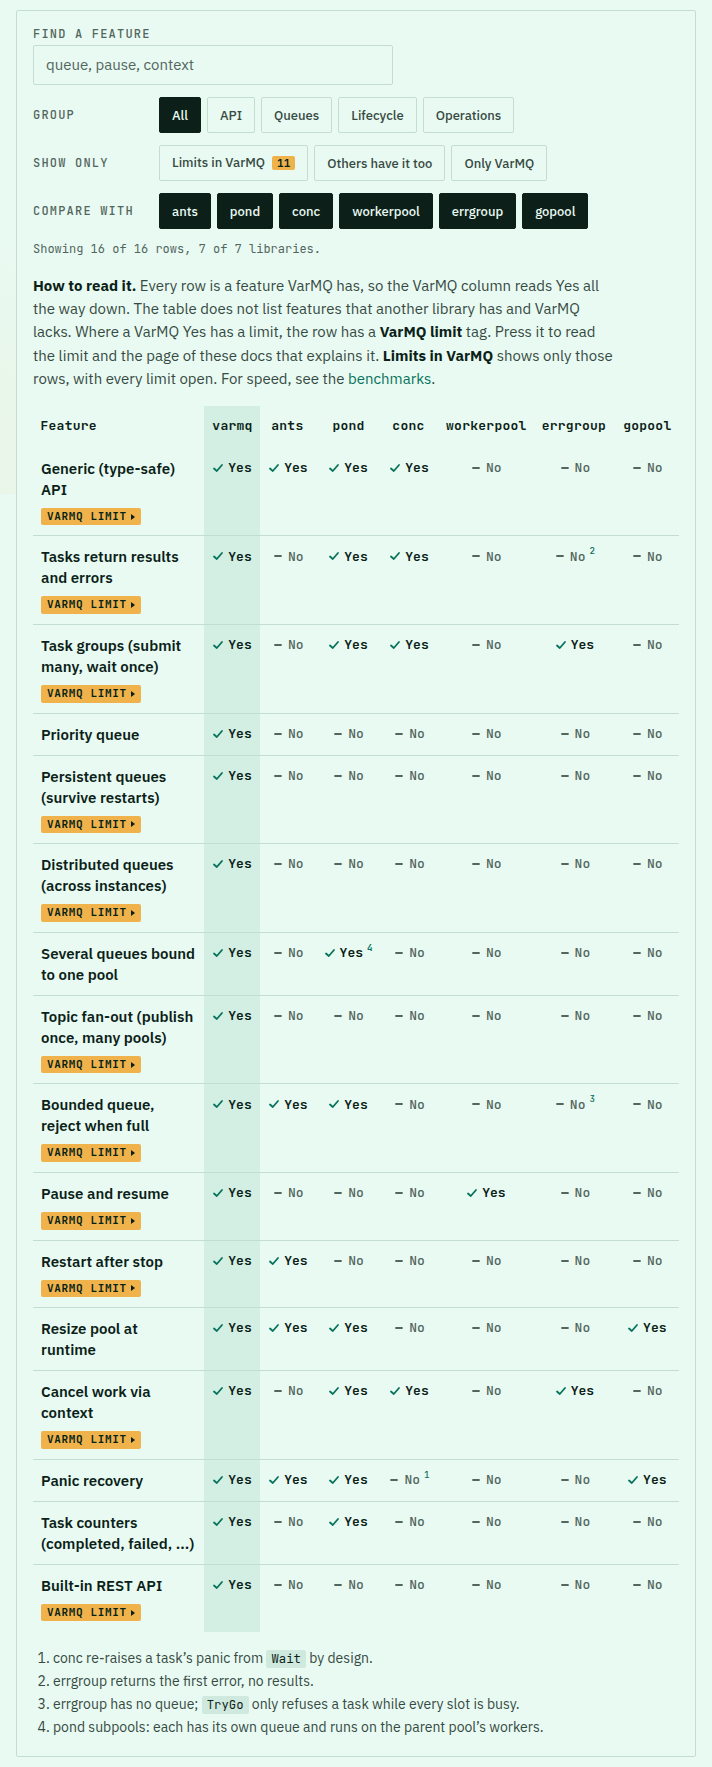 FIND A FEATURE
queue, pause, context
GROUP All API Queues Lifecycle Operations
SHOW ONLY Limits in VarMQ 11 Others have it too Only VarMQ
COMPARE WITH ants pond conc workerpool errgroup gopool
Showing 16 of 16 rows, 7 of 7 libraries.
How to read it. Every row is a feature VarMQ has, so the VarMQ column reads Yes all
the way down. The table does not list features that another library has and VarMQ
lacks. Where a VarMQ Yes has a limit, the row has a VarMQ limit tag. Press it to read
the limit and the page of these docs that explains it. Limits in VarMQ shows only those
rows, with every limit open. For speed, see the benchmarks.
Feature varmq ants pond conc workerpool errgroup gopool
Generic (type-safe) ✓ Yes ✓ Yes ✓ Yes ✓ Yes – No – No – No
API
VARMQ LIMIT ▸
Tasks return results ✓ Yes – No ✓ Yes ✓ Yes – No – No 2 – No
and errors
VARMQ LIMIT ▸
Task groups (submit ✓ Yes – No ✓ Yes ✓ Yes – No ✓ Yes – No
many, wait once)
VARMQ LIMIT ▸
Priority queue ✓ Yes – No – No – No – No – No – No
Persistent queues ✓ Yes – No – No – No – No – No – No
(survive restarts)
VARMQ LIMIT ▸
Distributed queues ✓ Yes – No – No – No – No – No – No
(across instances)
VARMQ LIMIT ▸
Several queues bound ✓ Yes – No ✓ Yes 4 – No – No – No – No
to one pool
Topic fan-out (publish ✓ Yes – No – No – No – No – No – No
once, many pools)
VARMQ LIMIT ▸
Bounded queue, ✓ Yes ✓ Yes ✓ Yes – No – No – No 3 – No
reject when full
VARMQ LIMIT ▸
Pause and resume ✓ Yes – No – No – No ✓ Yes – No – No
VARMQ LIMIT ▸
Restart after stop ✓ Yes ✓ Yes – No – No – No – No – No
VARMQ LIMIT ▸
Resize pool at ✓ Yes ✓ Yes ✓ Yes – No – No – No ✓ Yes
runtime
Cancel work via ✓ Yes – No ✓ Yes ✓ Yes – No ✓ Yes – No
context
VARMQ LIMIT ▸
Panic recovery ✓ Yes ✓ Yes ✓ Yes – No 1 – No – No ✓ Yes
Task counters ✓ Yes – No ✓ Yes – No – No – No – No
(completed, failed, …)
Built-in REST API ✓ Yes – No – No – No – No – No – No
VARMQ LIMIT ▸
1. conc re-raises a task’s panic from Wait by design.
2. errgroup returns the first error, no results.
3. errgroup has no queue; TryGo only refuses a task while every slot is busy.
4. pond subpools: each has its own queue and runs on the parent pool’s workers.